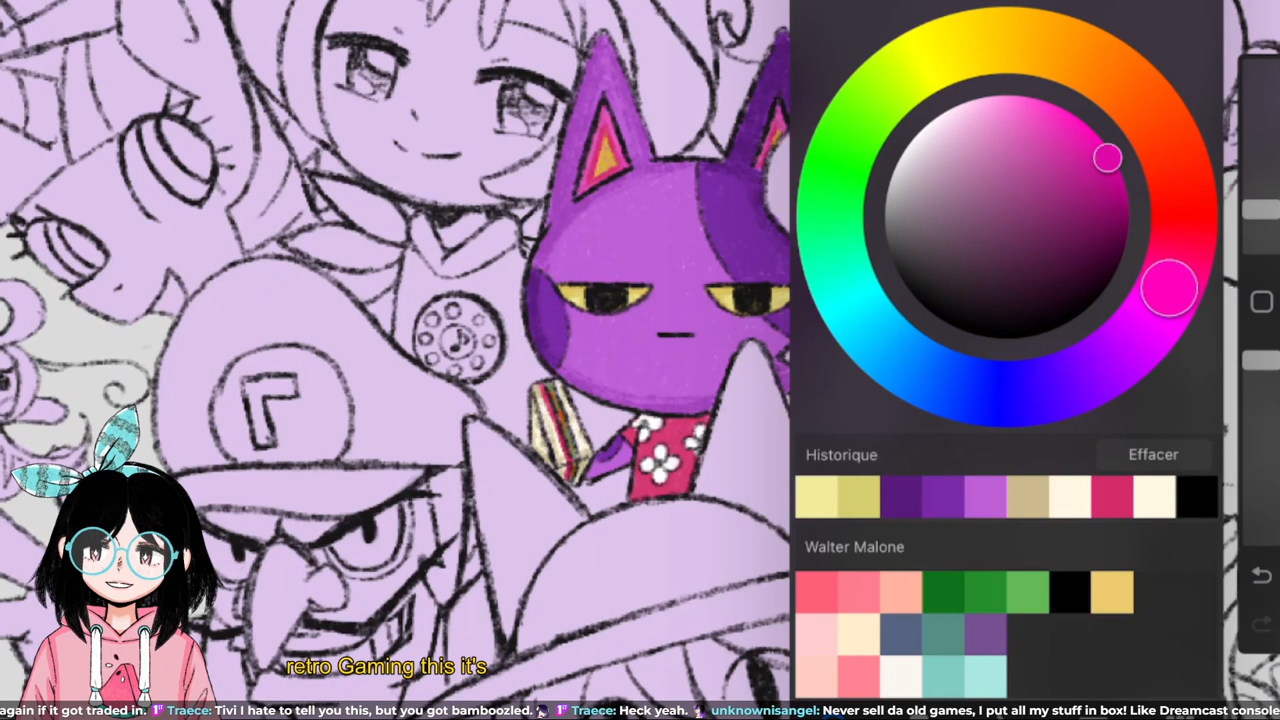 Historique
Effacer
Walter Malone
retro Gaming this it's
again if it got traded in. Traece: Tivi I hate to tell you this, but you got bamboozled. Traece: Heck yeah. unknownisangel: Never sell da old games, I put all my stuff in box! Like Dreamcast console